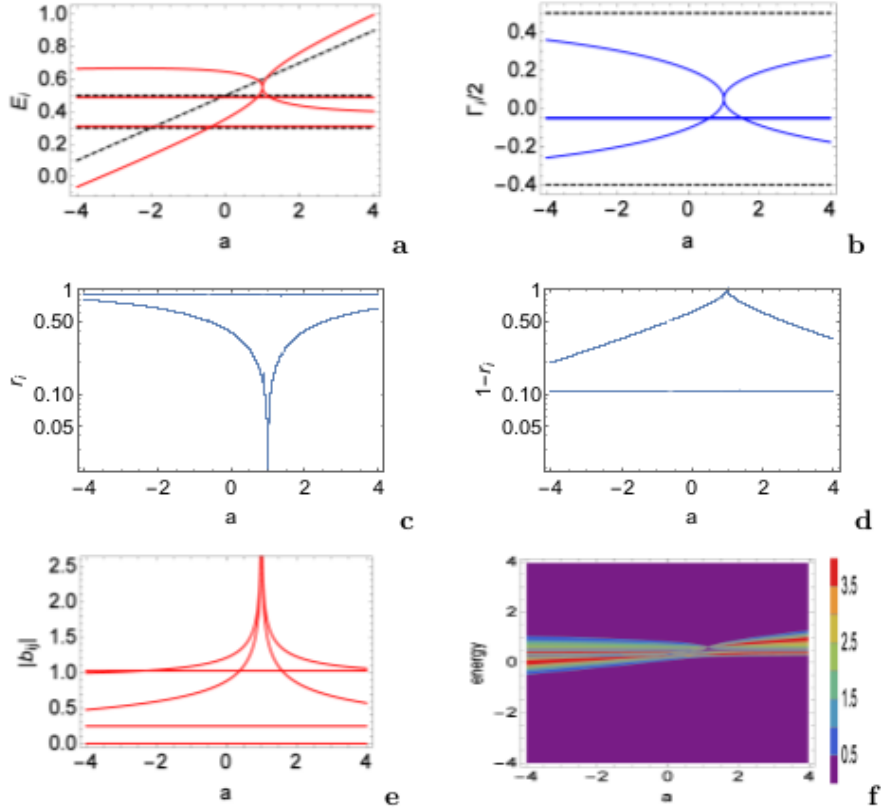 1.0
0.8
0.6
0.4
0.2
0.0
E_i
−4 −2 0 2 4
a
a
0.4
0.2
0.0
−0.2
−0.4
Γ_i/2
−4 −2 0 2 4
a
b
1
0.50
0.10
0.05
r_i
−4 −2 0 2 4
a
c
1
0.50
0.10
0.05
1−r_i
−4 −2 0 2 4
a
d
2.5
2.0
1.5
1.0
0.5
0.0
|b_ij|
−4 −2 0 2 4
a
e
4
2
0
−2
−4
energy
−4 −2 0 2 4
a
3.5
2.5
1.5
0.5
f